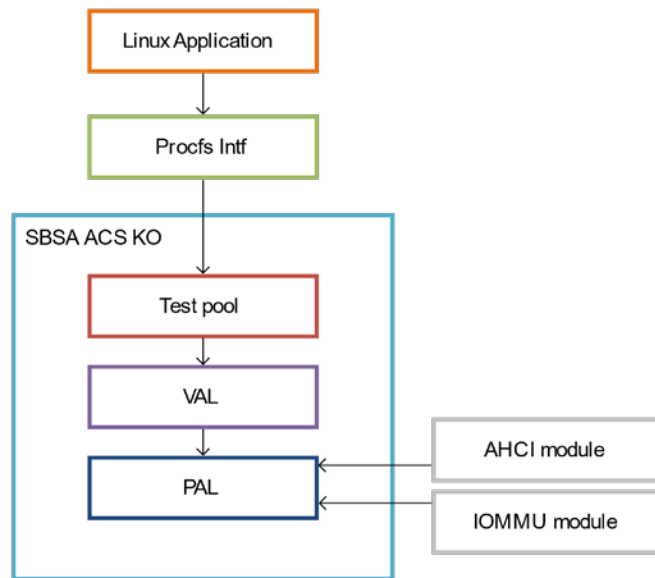 Linux Application
Procfs Intf
SBSA ACS KO
Test pool
VAL
PAL
AHCI module
IOMMU module